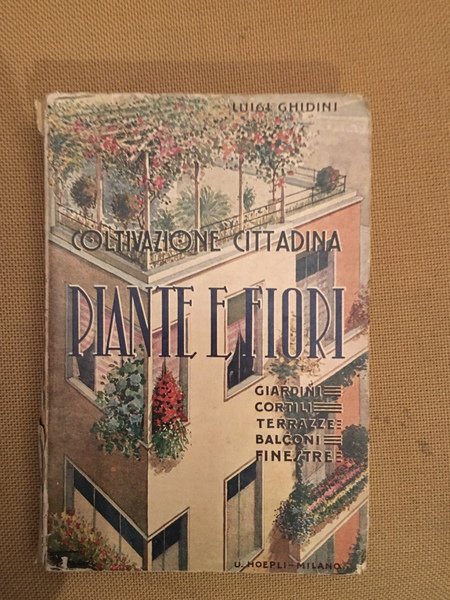 LUIGI GHIDINI
COLTIVAZIONE CITTADINA
PIANTE E FIORI
GIARDINI
CORTILI
TERRAZZE
BALCONI
FINESTRE
U. HOEPLI - MILANO